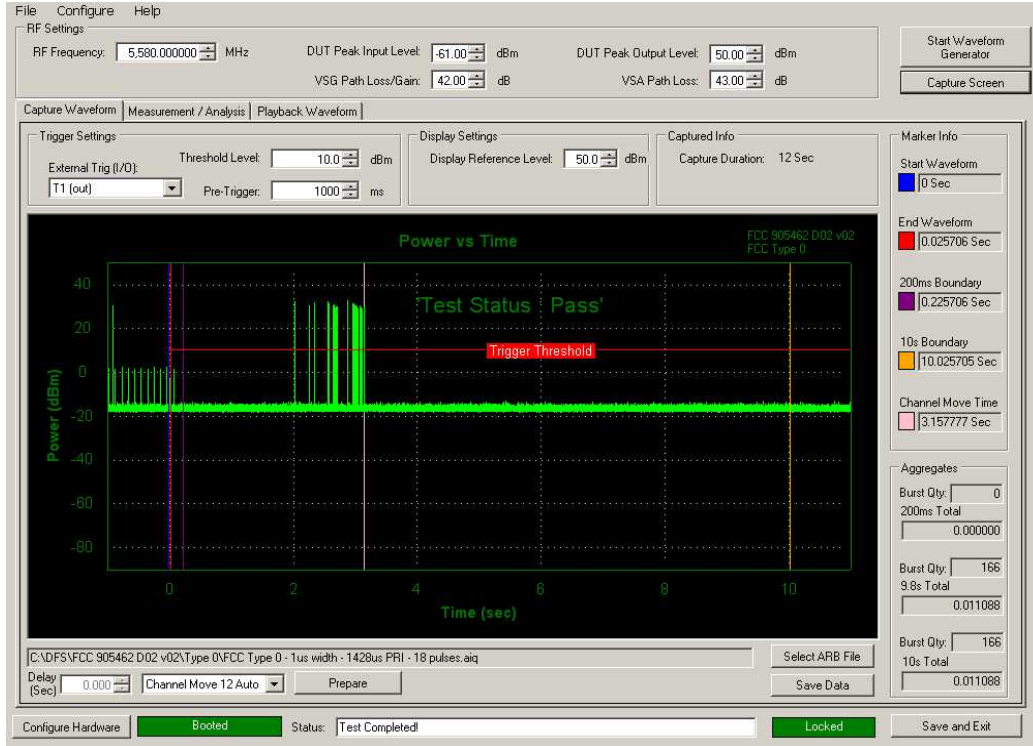 File Configure Help
RF Settings
RF Frequency: 5,580.000000 MHz
DUT Peak Input Level: -61.00 dBm
DUT Peak Output Level: 50.00 dBm
VSG Path Loss/Gain: 42.00 dB
VSA Path Loss: 43.00 dB
Start Waveform
Generator
Capture Screen
Capture Waveform Measurement / Analysis Playback Waveform
Trigger Settings
External Trig (I/O):
T1 (out)
Threshold Level: 10.0 dBm
Pre-Trigger: 1000 ms
Display Settings
Display Reference Level: 50.0 dBm
Captured Info
Capture Duration: 12 Sec
Marker Info
Start Waveform
0 Sec
End Waveform
0.025706 Sec
200ms Boundary
0.225706 Sec
10s Boundary
10.025705 Sec
Channel Move Time
3.157777 Sec
Power vs Time
FCC 905462 D02 v02
FCC Type 0
'Test Status : Pass'
Trigger Threshold
Power (dBm)
40
20
0
-20
-40
-60
-80
0 2 4 6 8 10
Time (sec)
Aggregates
Burst Qty: 0
200ms Total
0.000000
Burst Qty: 166
9.8s Total
0.011088
Burst Qty: 166
10s Total
0.011088
C:\DFS\FCC 905462 D02 v02\Type 0\FCC Type 0 - 1us width - 1428us PRI - 18 pulses.aiq
Select ARB File
Delay
(Sec) 0.000 Channel Move 12 Auto Prepare
Save Data
Configure Hardware Booted Status: Test Completed! Locked Save and Exit